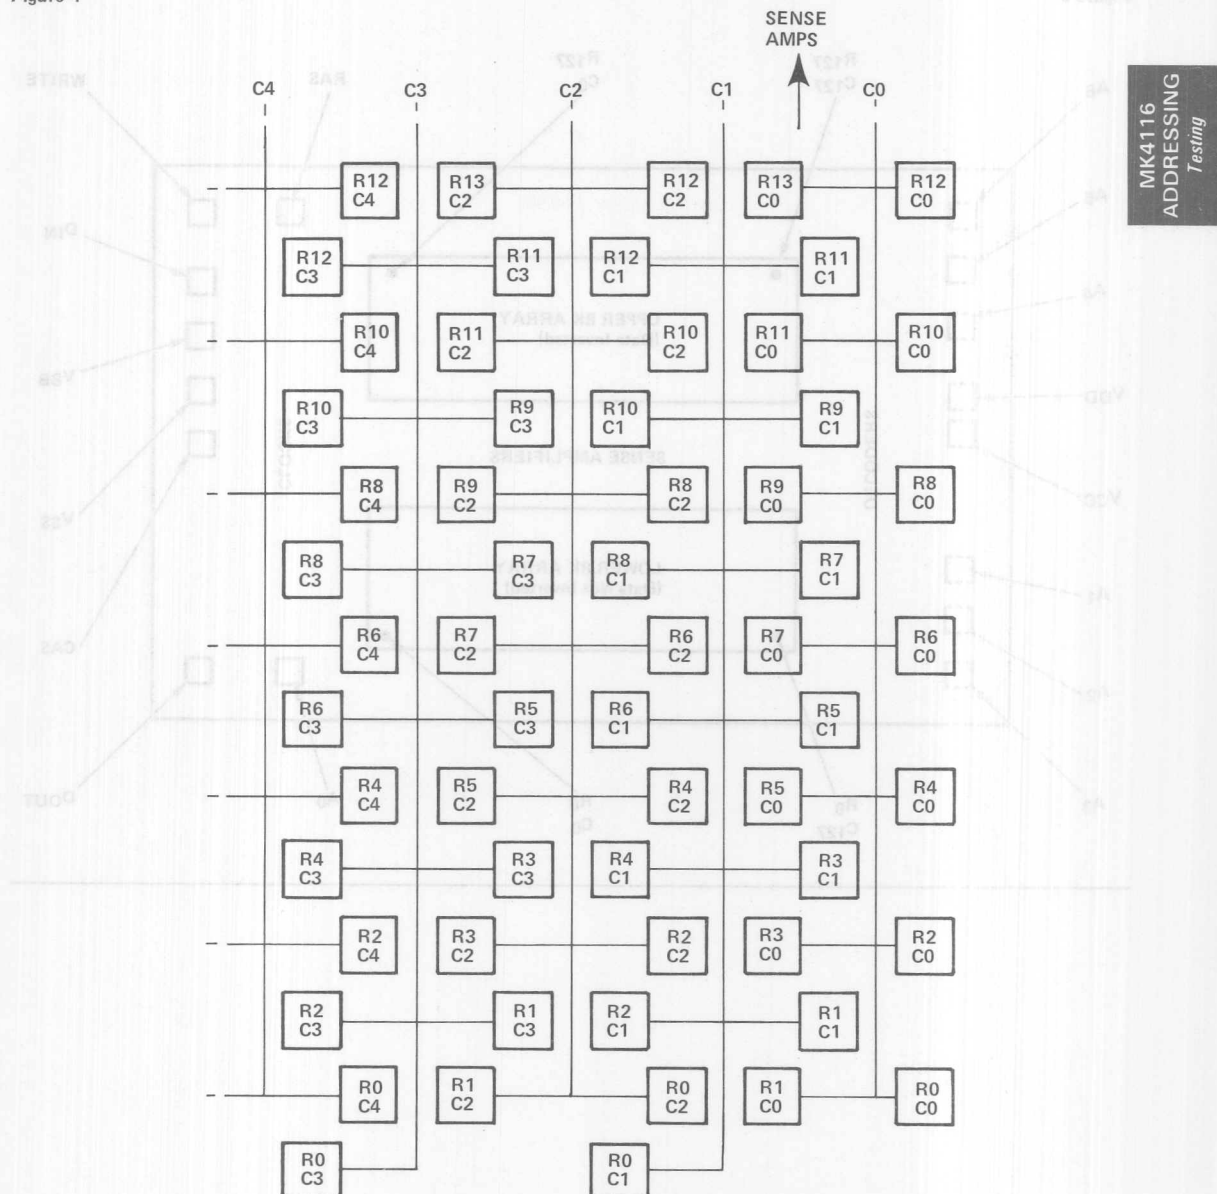 SENSE
AMPS
C4 C3 C2 C1 C0
MK4116
ADDRESSING
Testing
R12 R13 R12 R13 R12
C4 C2 C2 C0 C0
R12 R11 R12 R11
C3 C3 C1 C1
R10 R11 R10 R11 R10
C4 C2 C2 C0 C0
R10 R9 R10 R9
C3 C3 C1 C1
R8 R9 R8 R9 R8
C4 C2 C2 C0 C0
R8 R7 R8 R7
C3 C3 C1 C1
R6 R7 R6 R7 R6
C4 C2 C2 C0 C0
R6 R5 R6 R5
C3 C3 C1 C1
R4 R5 R4 R5 R4
C4 C2 C2 C0 C0
R4 R3 R4 R3
C3 C3 C1 C1
R2 R3 R2 R3 R2
C4 C2 C2 C0 C0
R2 R1 R2 R1
C3 C3 C1 C1
R0 R1 R0 R1 R0
C4 C2 C2 C0 C0
R0 R0
C3 C1